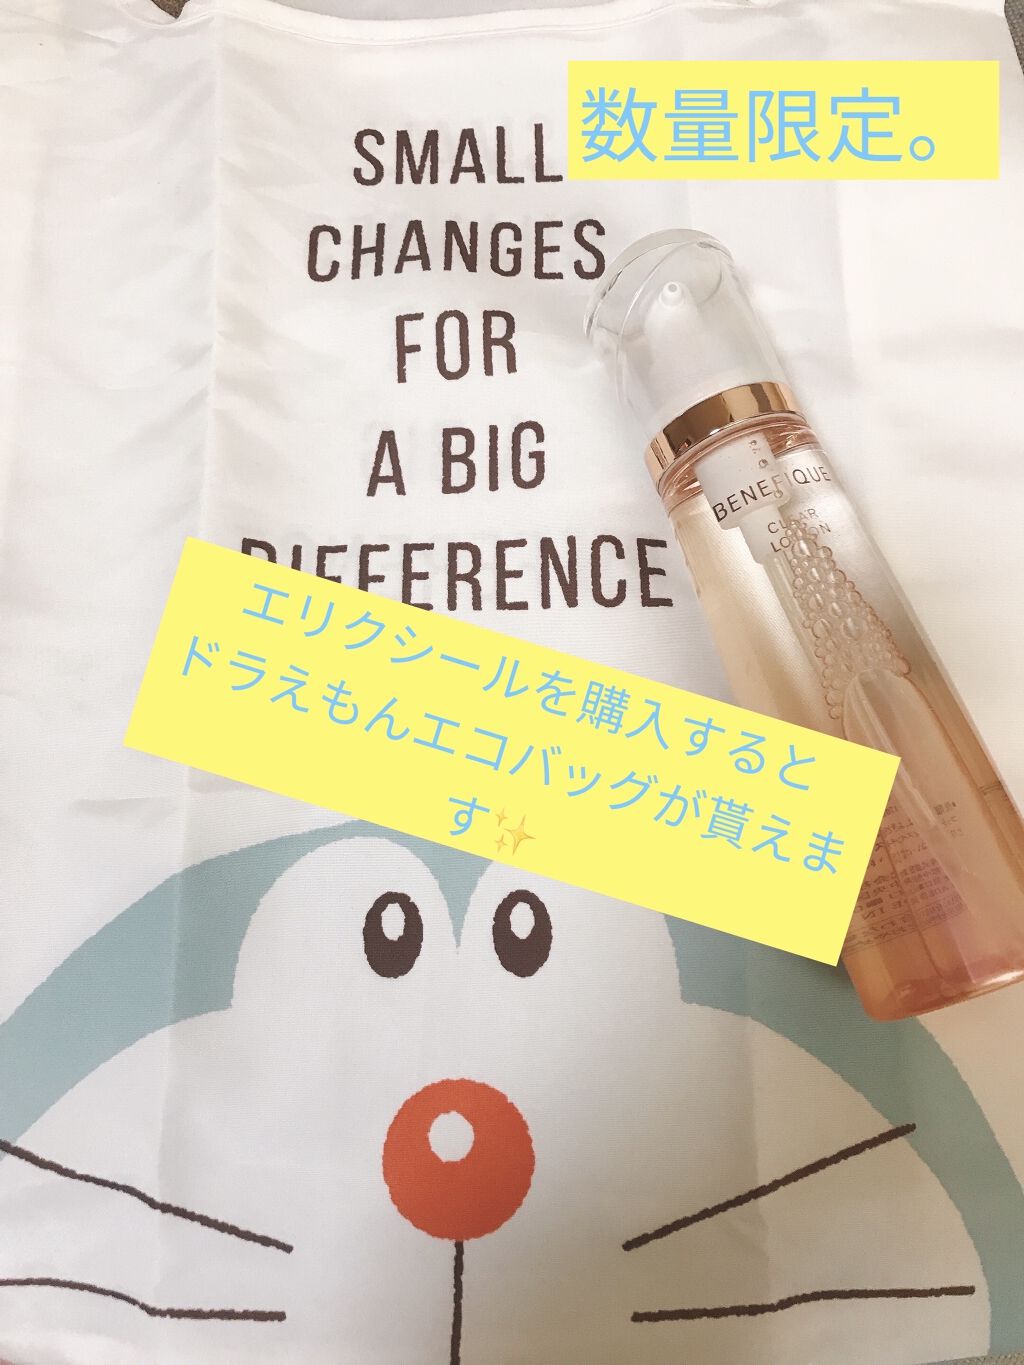 数量限定。
SMALL
CHANGES
FOR
A BIG
DIFFERENCE
BENEFIQUE
CLEAR
LOTION
エリクシールを購入すると
ドラえもんエコバッグが貰えま
す✨